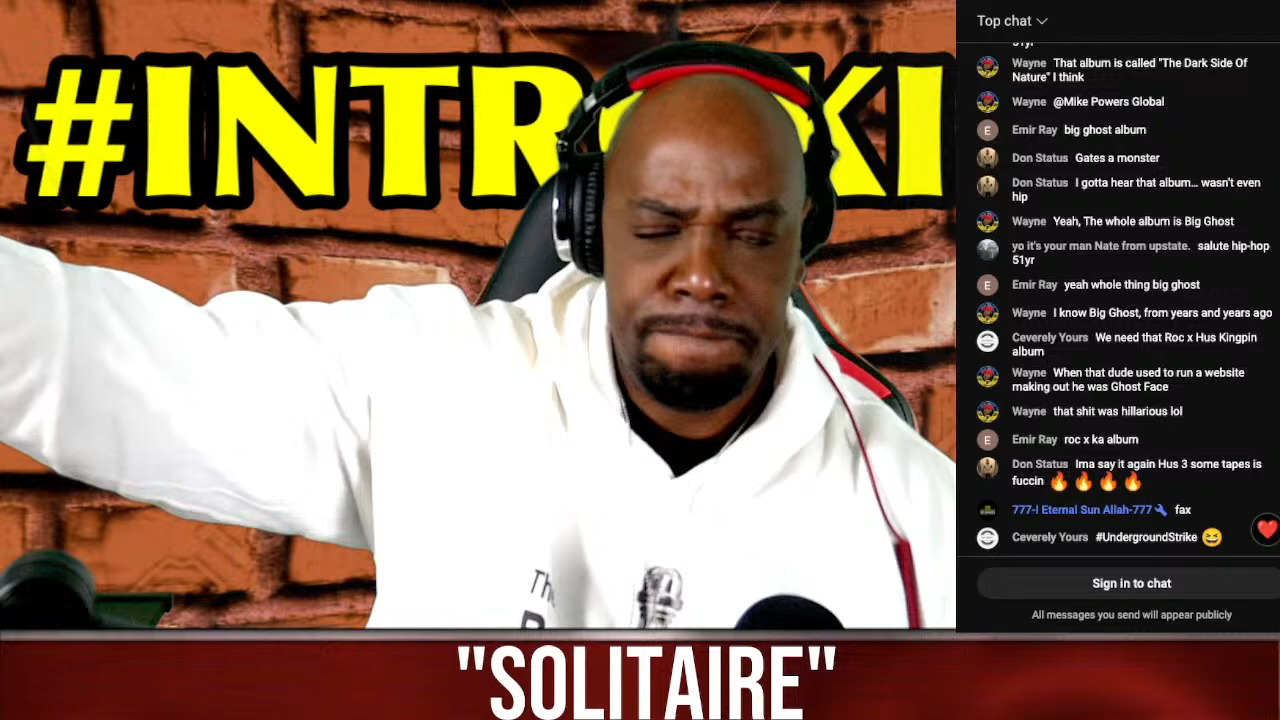 #INTRO KI
Top chat
51yr
Wayne That album is called "The Dark Side Of
Nature" I think
Wayne @Mike Powers Global
E Emir Ray big ghost album
Don Status Gates a monster
Don Status I gotta hear that album... wasn't even
hip
Wayne Yeah, The whole album is Big Ghost
yo it's your man Nate from upstate. salute hip-hop
51yr
E Emir Ray yeah whole thing big ghost
Wayne I know Big Ghost, from years and years ago
Ceverely Yours We need that Roc x Hus Kingpin
album
Wayne When that dude used to run a website
making out he was Ghost Face
Wayne that shit was hillarious lol
E Emir Ray roc x ka album
Don Status Ima say it again Hus 3 some tapes is
fuccin 🔥🔥🔥🔥
777-I Eternal Sun Allah-777 fax
Ceverely Yours #UndergroundStrike 😆
Sign in to chat
All messages you send will appear publicly
"SOLITAIRE"